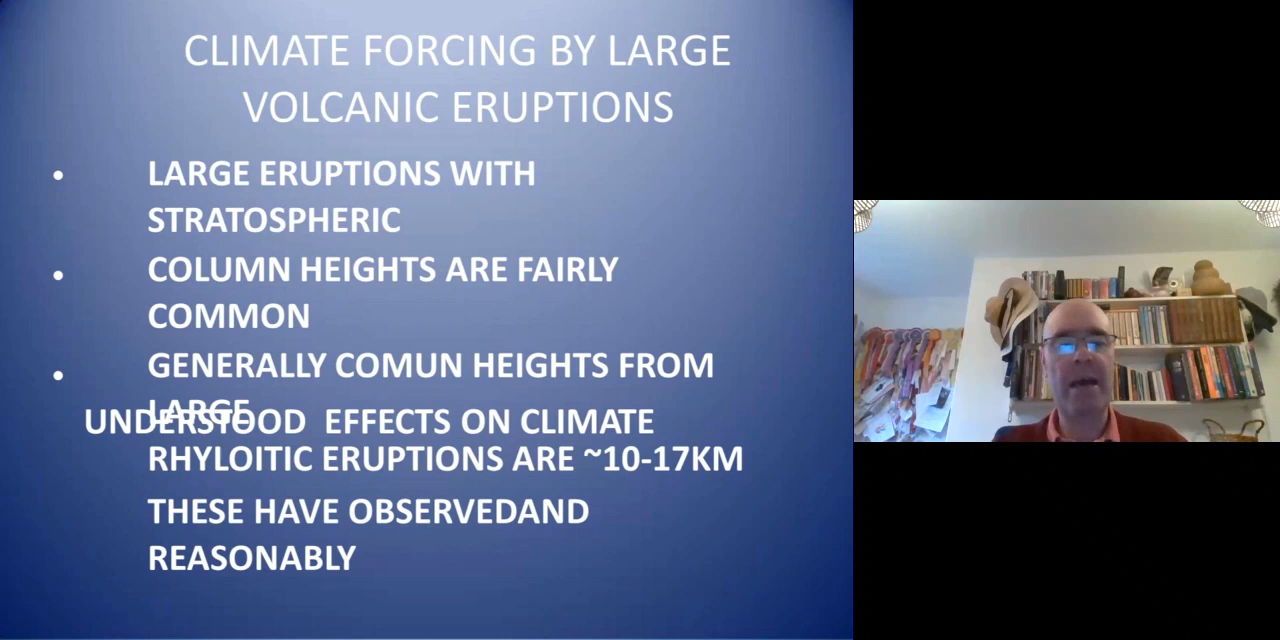 CLIMATE FORCING BY LARGE
VOLCANIC ERUPTIONS
• LARGE ERUPTIONS WITH
STRATOSPHERIC
• COLUMN HEIGHTS ARE FAIRLY
COMMON
• GENERALLY COMUN HEIGHTS FROM
LARGE
UNDERSTOOD EFFECTS ON CLIMATE
RHYLOITIC ERUPTIONS ARE ~10-17KM
THESE HAVE OBSERVEDAND
REASONABLY